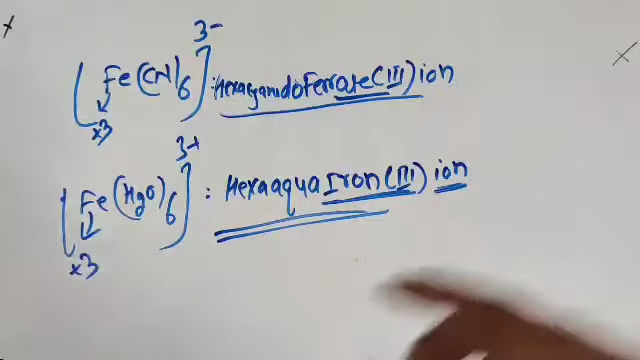 [Fe(CN)6]3- : Hexacyanidoferrate(III) ion
+3
[Fe(H2O)6]3+ : Hexaaqua Iron(III) ion
+3